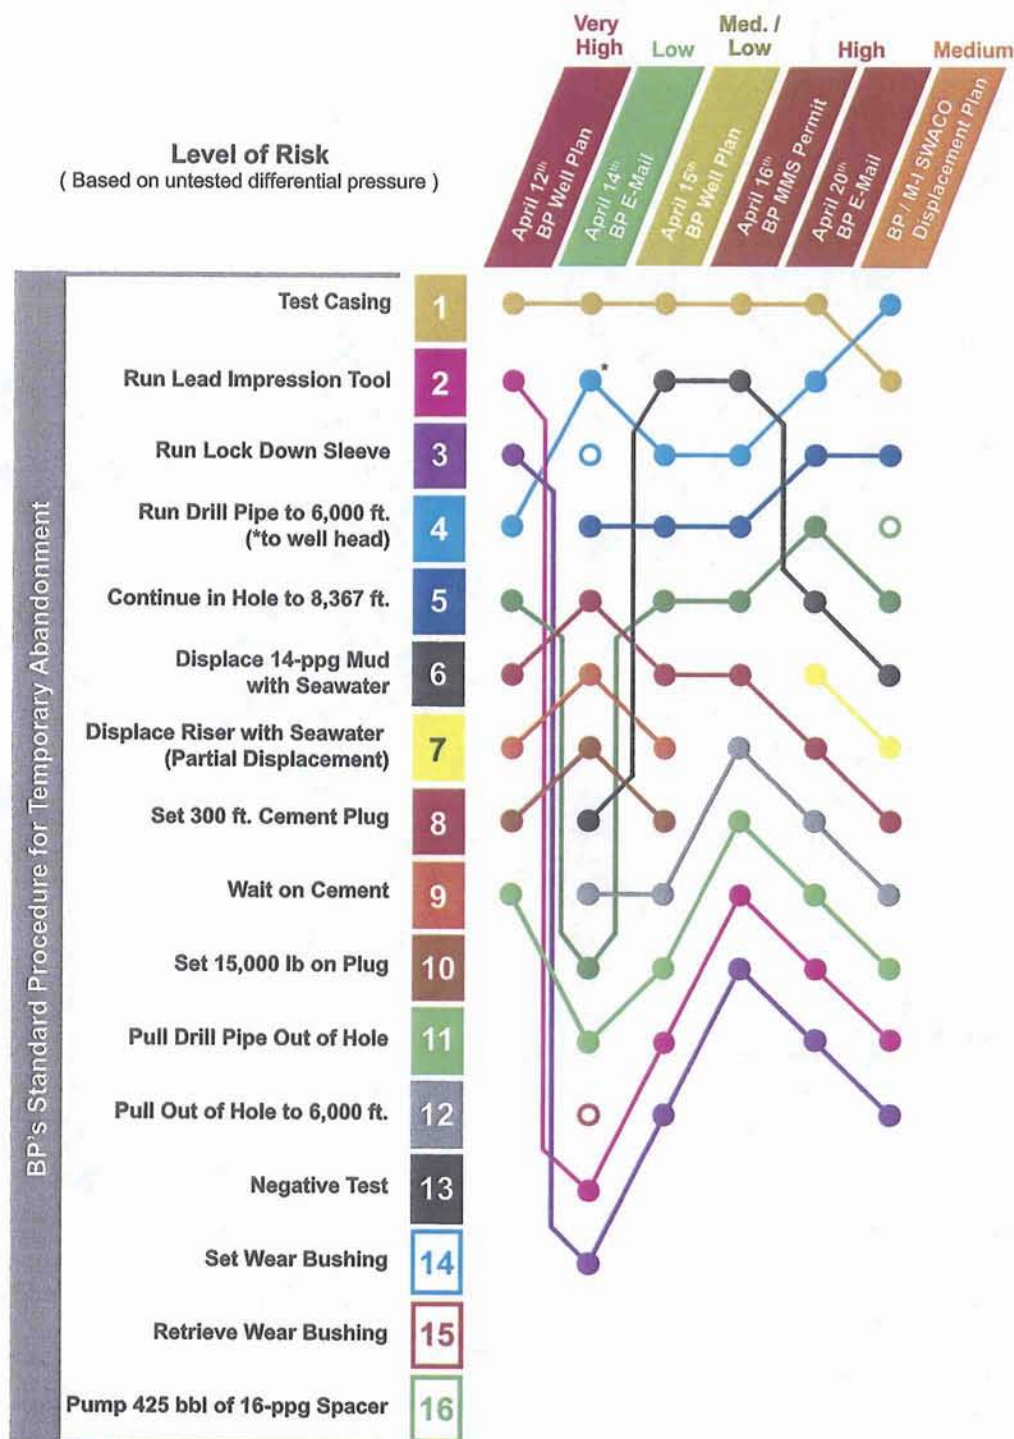 Very
High
Low
Med. /
Low
High
Medium
April 12th
BP Well Plan
April 14th
BP E-Mail
April 15th
BP Well Plan
April 16th
BP MMS Permit
April 20th
BP E-Mail
BP / M-I SWACO
Displacement Plan
Level of Risk
( Based on untested differential pressure )
BP's Standard Procedure for Temporary Abandonment
Test Casing 1
Run Lead Impression Tool 2
*
Run Lock Down Sleeve 3
Run Drill Pipe to 6,000 ft.
(*to well head) 4
Continue in Hole to 8,367 ft. 5
Displace 14-ppg Mud
with Seawater 6
Displace Riser with Seawater
(Partial Displacement) 7
Set 300 ft. Cement Plug 8
Wait on Cement 9
Set 15,000 lb on Plug 10
Pull Drill Pipe Out of Hole 11
Pull Out of Hole to 6,000 ft. 12
Negative Test 13
Set Wear Bushing 14
Retrieve Wear Bushing 15
Pump 425 bbl of 16-ppg Spacer 16